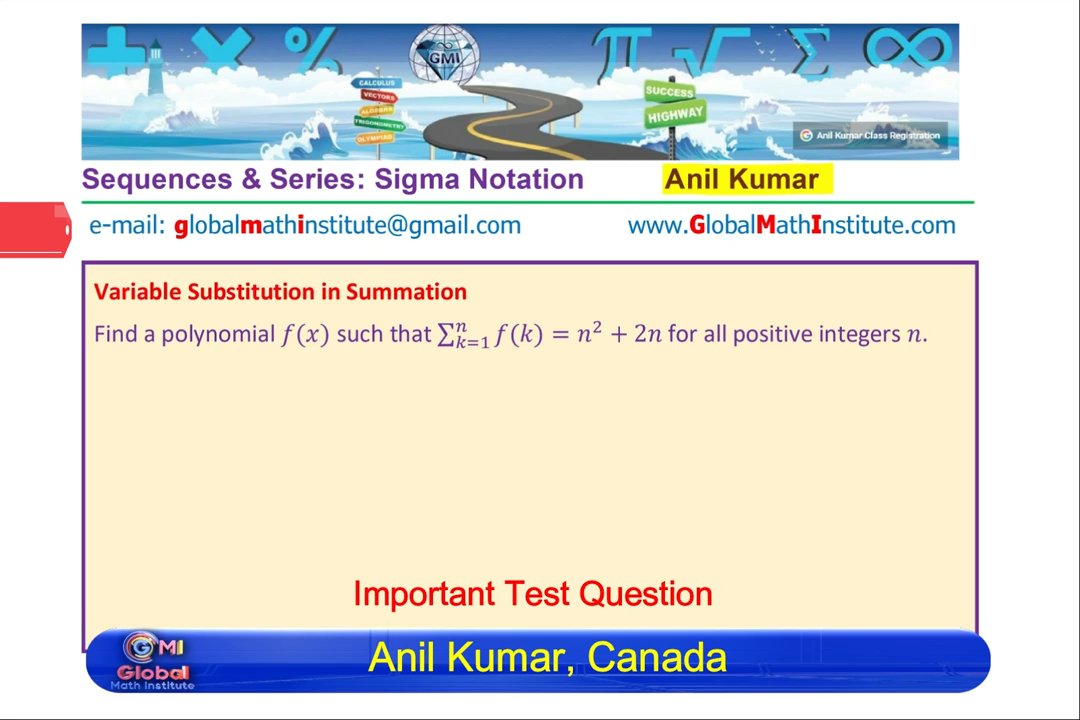 GMI
CALCULUS
VECTORS
ALGEBRA
TRIGONOMETRY
OLYMPIAD
SUCCESS
HIGHWAY
G Anil Kumar Class Registration
Sequences & Series: Sigma Notation Anil Kumar
e-mail: globalmathinstitute@gmail.com www.GlobalMathInstitute.com
Variable Substitution in Summation
Find a polynomial f(x) such that ∑ₖ₌₁ⁿ f(k) = n² + 2n for all positive integers n.
Important Test Question
GMI
Global
Math Institute
Anil Kumar, Canada